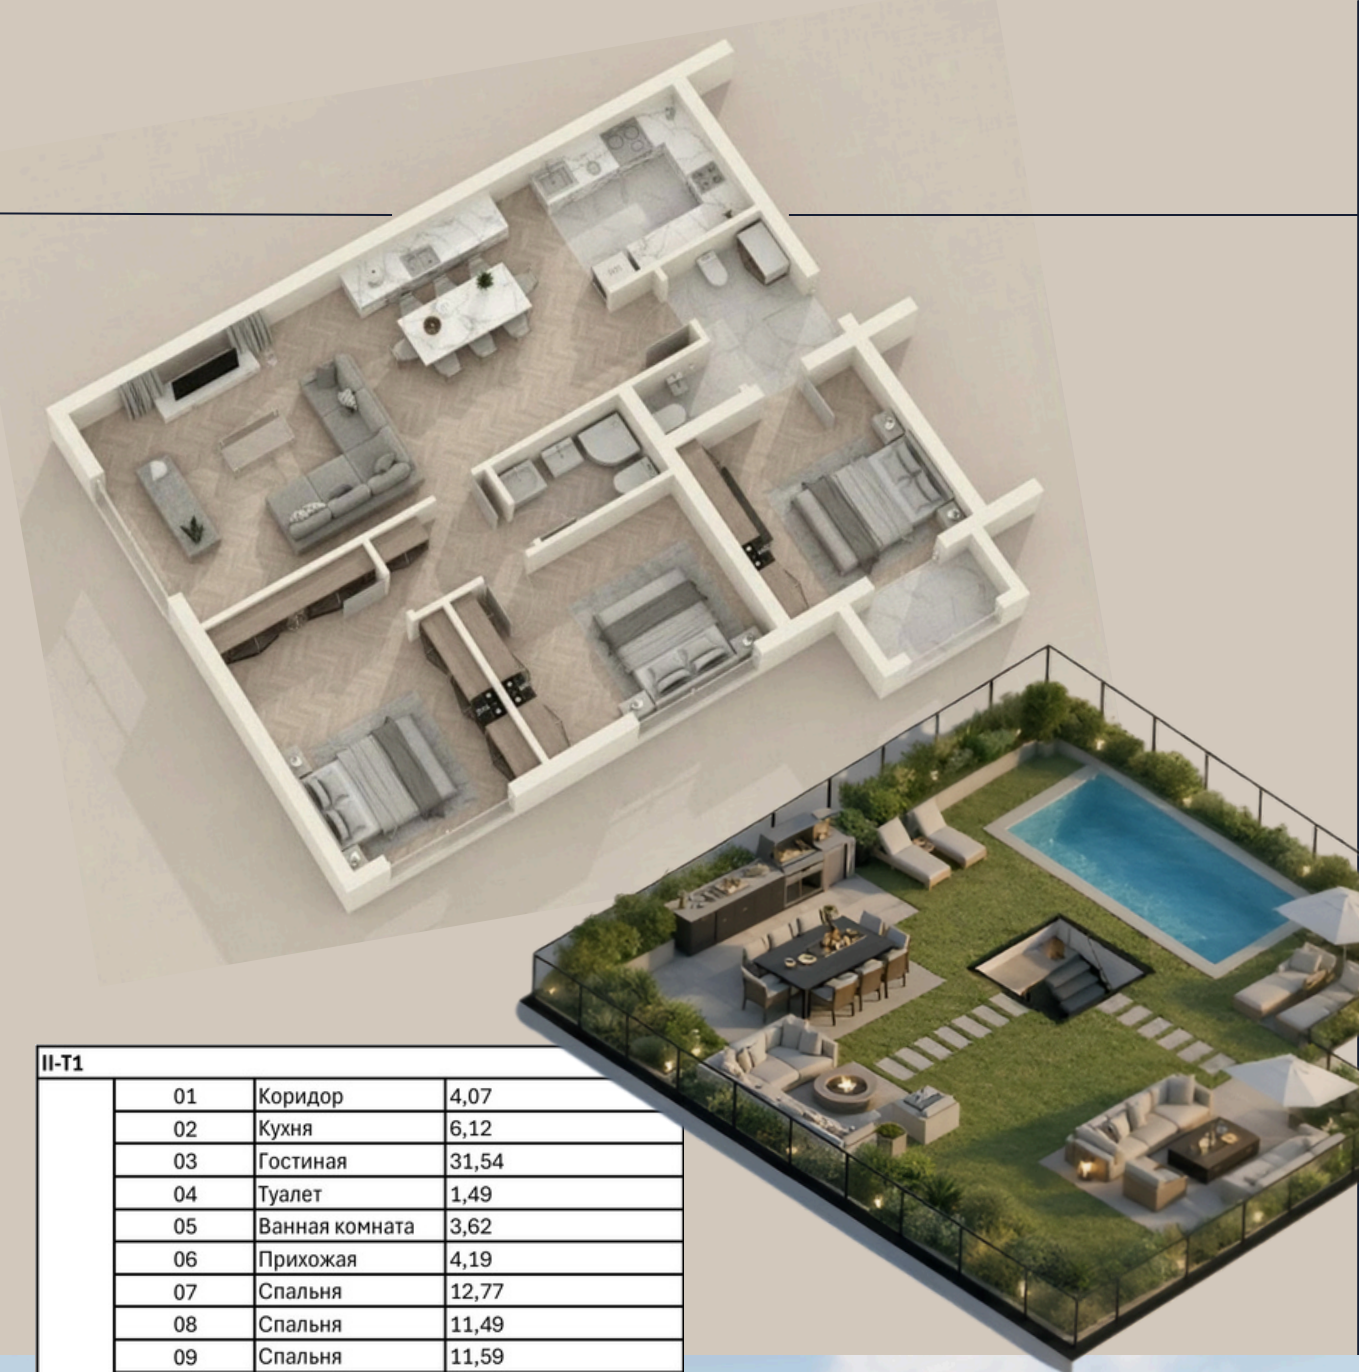 II-T1
01 Коридор 4,07
02 Кухня 6,12
03 Гостиная 31,54
04 Туалет 1,49
05 Ванная комната 3,62
06 Прихожая 4,19
07 Спальня 12,77
08 Спальня 11,49
09 Спальня 11,59